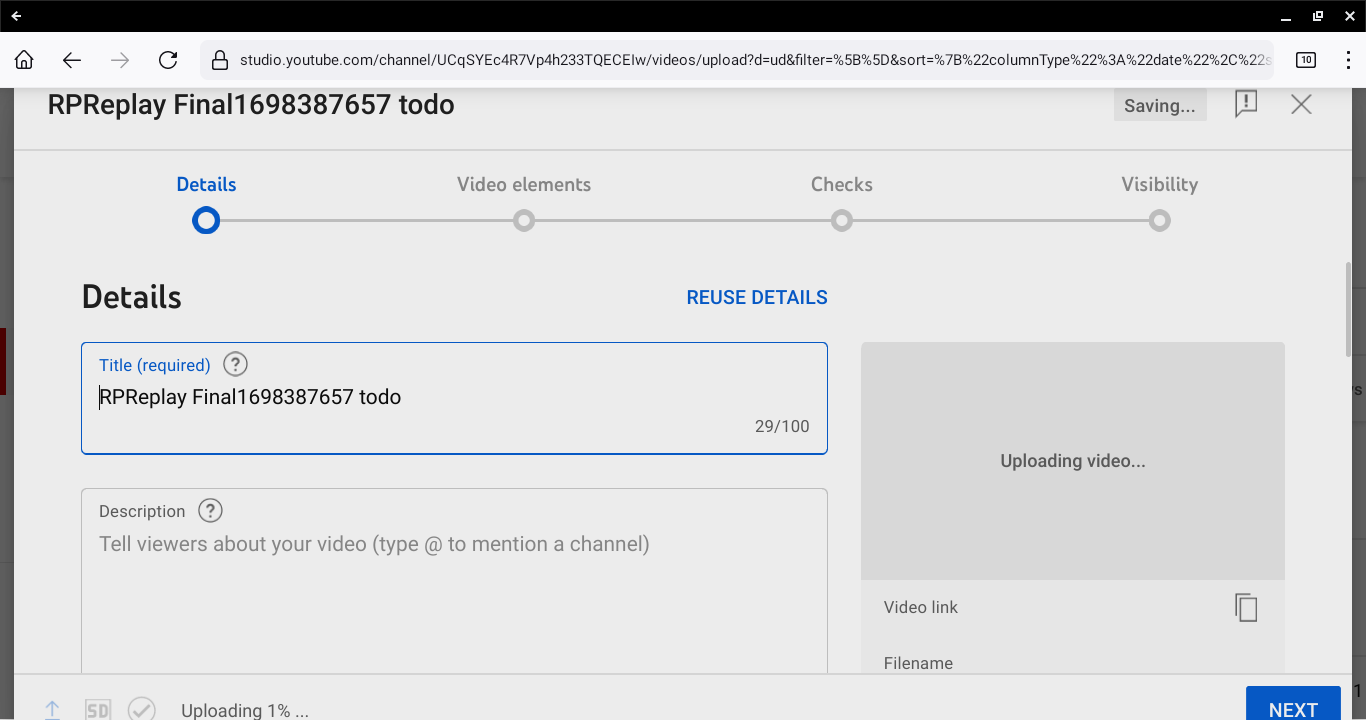 studio.youtube.com/channel/UCqSYEc4R7Vp4h233TQECEIw/videos/upload?d=ud&filter=%5B%5D&sort=%7B%22columnType%22%3A%22date%22%2C%22s
10
RPReplay Final1698387657 todo
Saving...
Details
Video elements
Checks
Visibility
Details
REUSE DETAILS
Title (required)
RPReplay Final1698387657 todo
29/100
Uploading video...
Description
Tell viewers about your video (type @ to mention a channel)
Video link
Filename
SD
Uploading 1% ...
NEXT